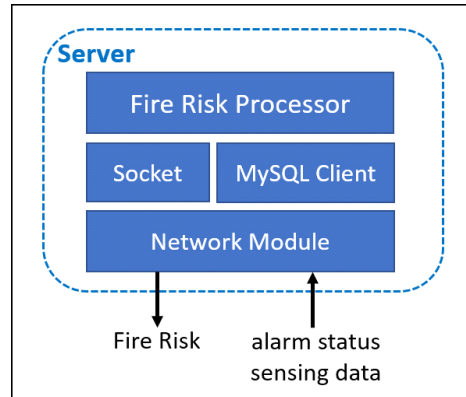 Server
Fire Risk Processor
Socket
MySQL Client
Network Module
Fire Risk
alarm status
sensing data